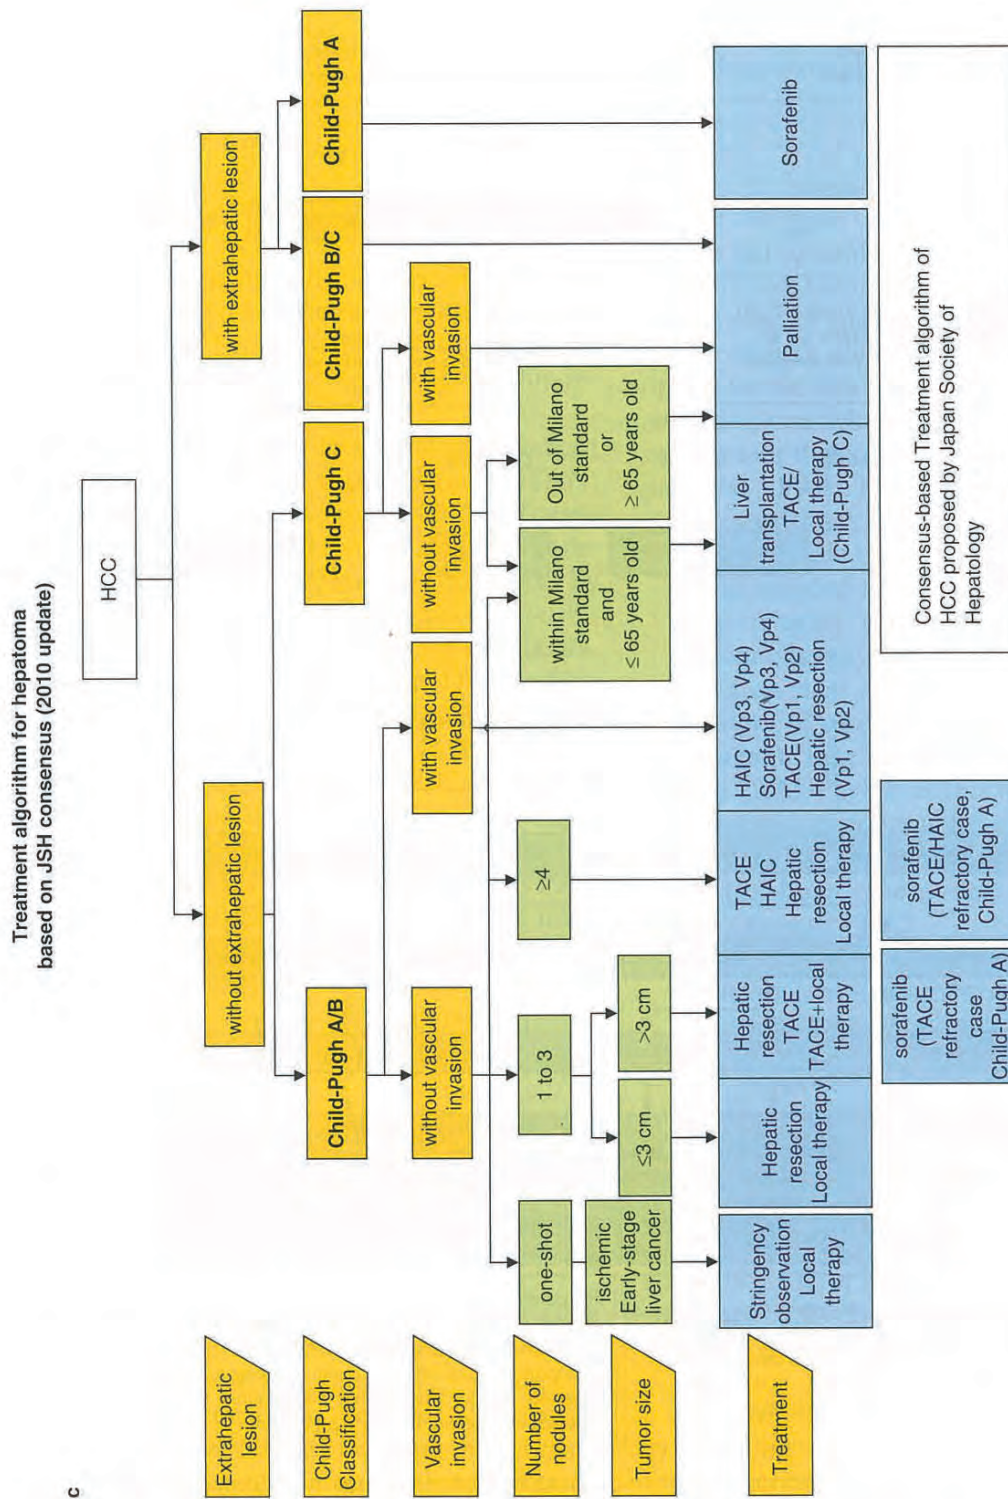 c
Treatment algorithm for hepatoma
based on JSH consensus (2010 update)
HCC
Extrahepatic
lesion
without extrahepatic lesion
with extrahepatic lesion
Child-Pugh
Classification
Child-Pugh A/B
Child-Pugh C
Child-Pugh B/C
Child-Pugh A
Vascular
invasion
without vascular
invasion
with vascular
invasion
without vascular
invasion
with vascular
invasion
Number of
nodules
one-shot
1 to 3
≥4
within Milano
standard
and
≤ 65 years old
Out of Milano
standard
or
≥ 65 years old
Tumor size
ischemic
Early-stage
liver cancer
≤3 cm
>3 cm
Treatment
Stringency
observation
Local
therapy
Hepatic
resection
Local therapy
Hepatic
resection
TACE
TACE+local
therapy
TACE
HAIC
Hepatic
resection
Local therapy
HAIC (Vp3, Vp4)
Sorafenib(Vp3, Vp4)
TACE(Vp1, Vp2)
Hepatic resection
(Vp1, Vp2)
Liver
transplantation
TACE/
Local therapy
(Child-Pugh C)
Palliation
Sorafenib
sorafenib
(TACE
refractory
case
Child-Pugh A)
sorafenib
(TACE/HAIC
refractory case,
Child-Pugh A)
Consensus-based Treatment algorithm of
HCC proposed by Japan Society of
Hepatology